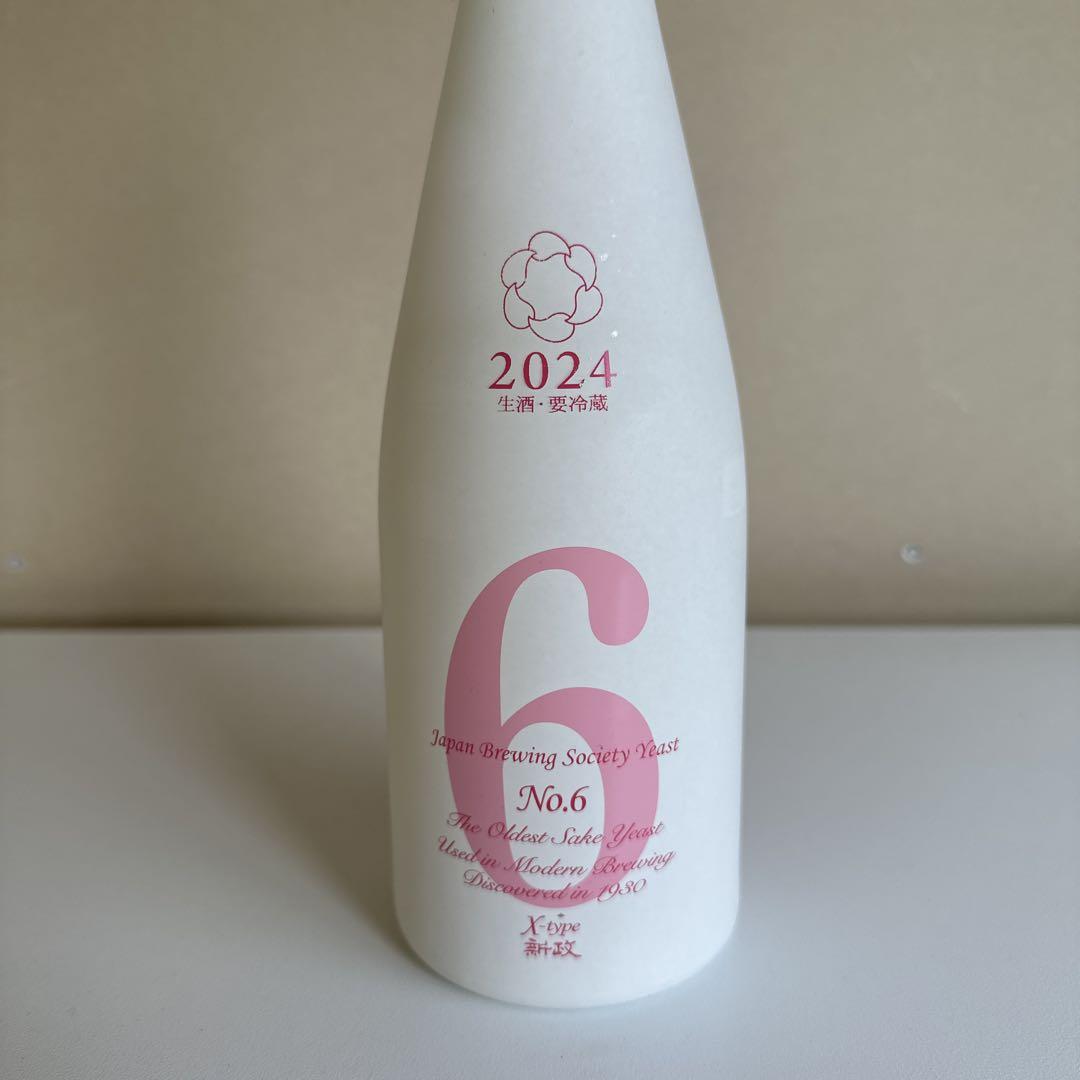 2024
生酒・要冷蔵
6
Japan Brewing Society Yeast
No.6
The Oldest Sake Yeast
Used in Modern Brewing
Discovered in 1930
X-type
新政